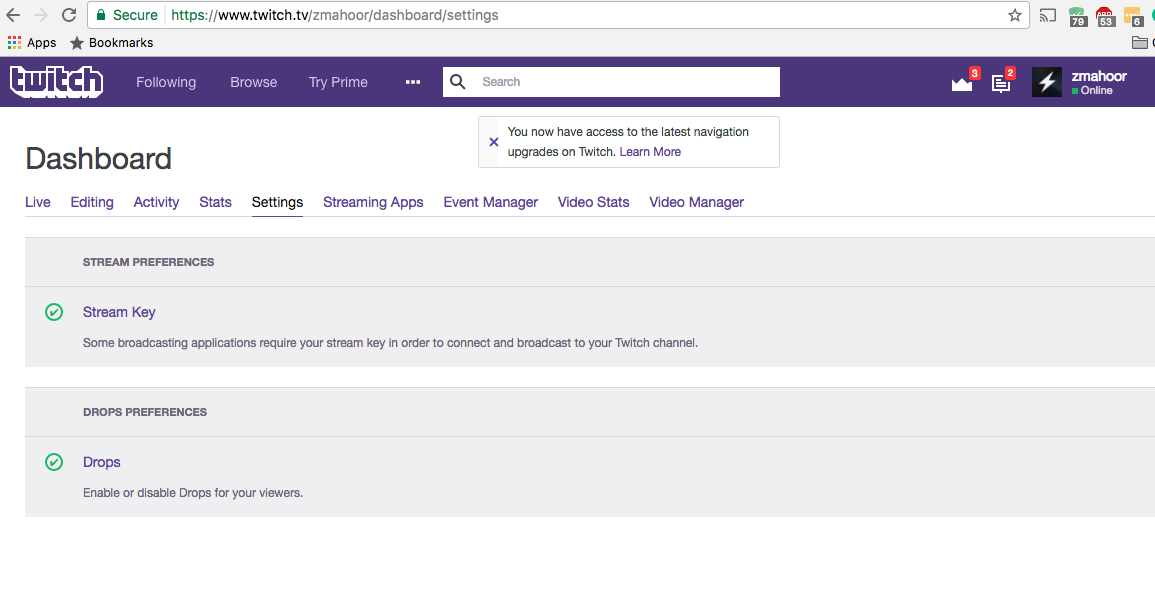 Secure https://www.twitch.tv/zmahoor/dashboard/settings
79 53 6
Apps Bookmarks
twitch Following Browse Try Prime Search 3 2 zmahoor
Online
You now have access to the latest navigation
upgrades on Twitch. Learn More
Dashboard
Live Editing Activity Stats Settings Streaming Apps Event Manager Video Stats Video Manager
STREAM PREFERENCES
Stream Key
Some broadcasting applications require your stream key in order to connect and broadcast to your Twitch channel.
DROPS PREFERENCES
Drops
Enable or disable Drops for your viewers.